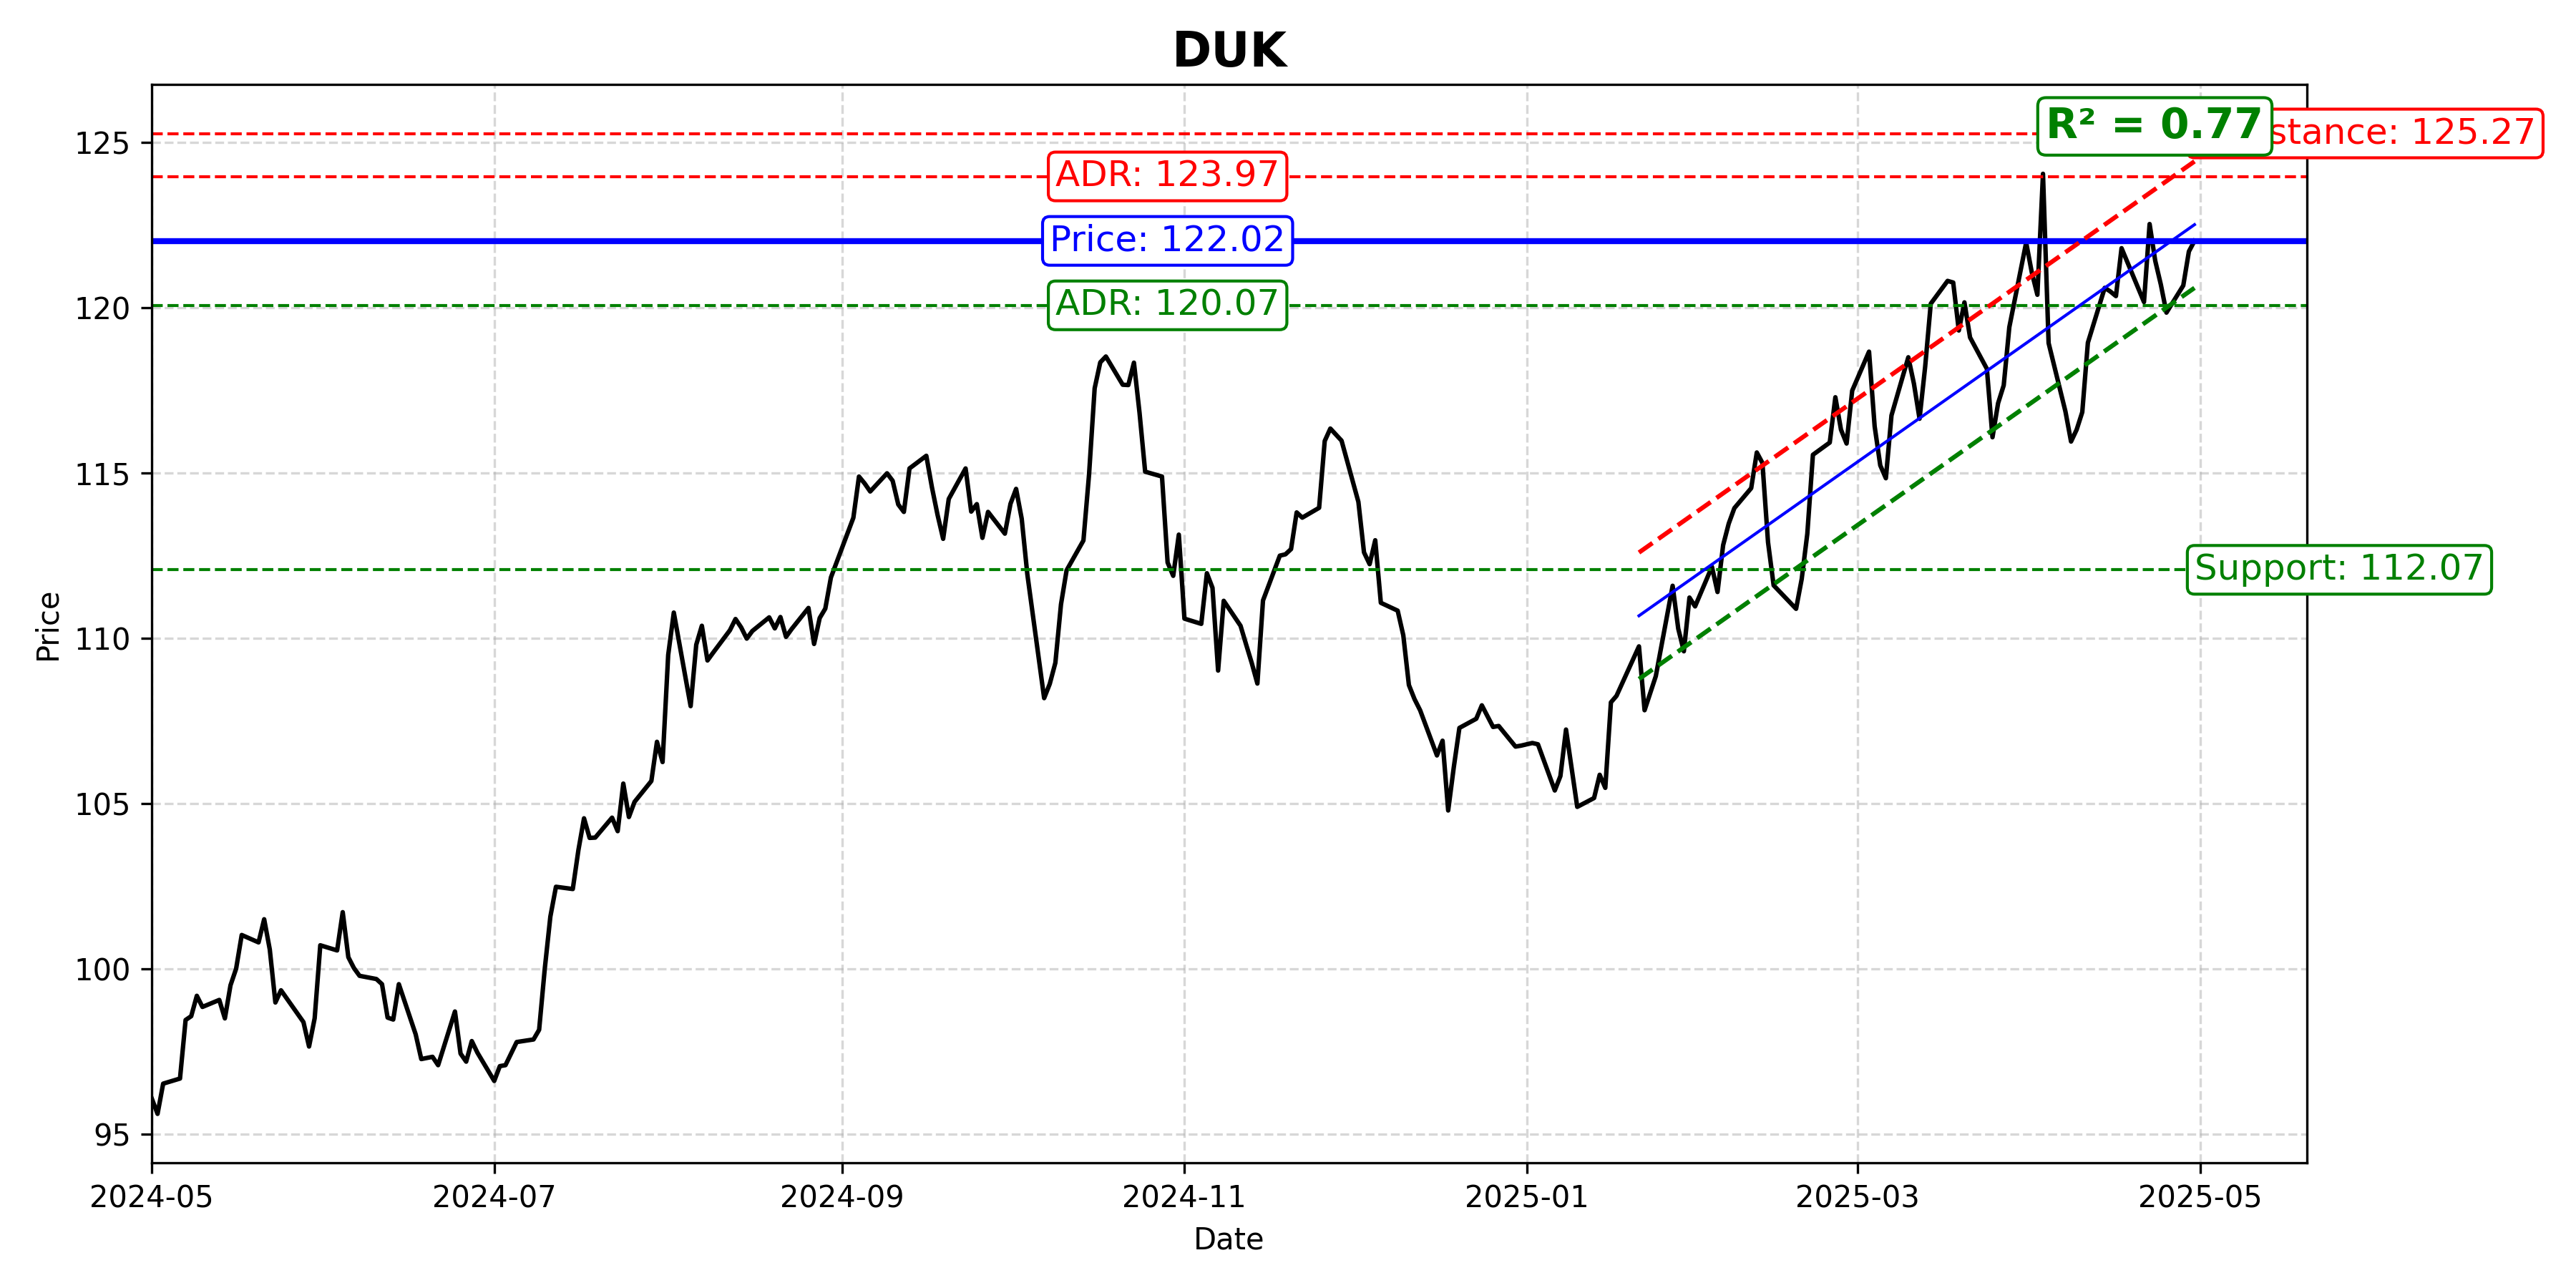 DUK
R² = 0.77
stance: 125.27
ADR: 123.97
Price: 122.02
ADR: 120.07
Support: 112.07
125
120
115
110
105
100
95
Price
2024-05
2024-07
2024-09
2024-11
2025-01
2025-03
2025-05
Date